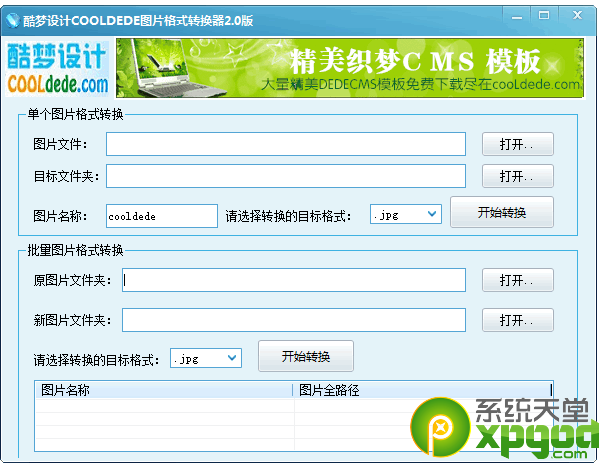 酷梦设计COOLDEDE图片格式转换器2.0版
酷梦设计
COOLdede.com
精美织梦CMS 模板
大量精美DEDECMS模板免费下载尽在cooLdede.com
单个图片格式转换
图片文件: 打开..
目标文件夹: 打开..
图片名称: cooldede 请选择转换的目标格式: .jpg 开始转换
批量图片格式转换
原图片文件夹: 打开..
新图片文件夹: 打开..
请选择转换的目标格式: .jpg 开始转换
图片名称 图片全路径
系统天堂
xpgod
.com